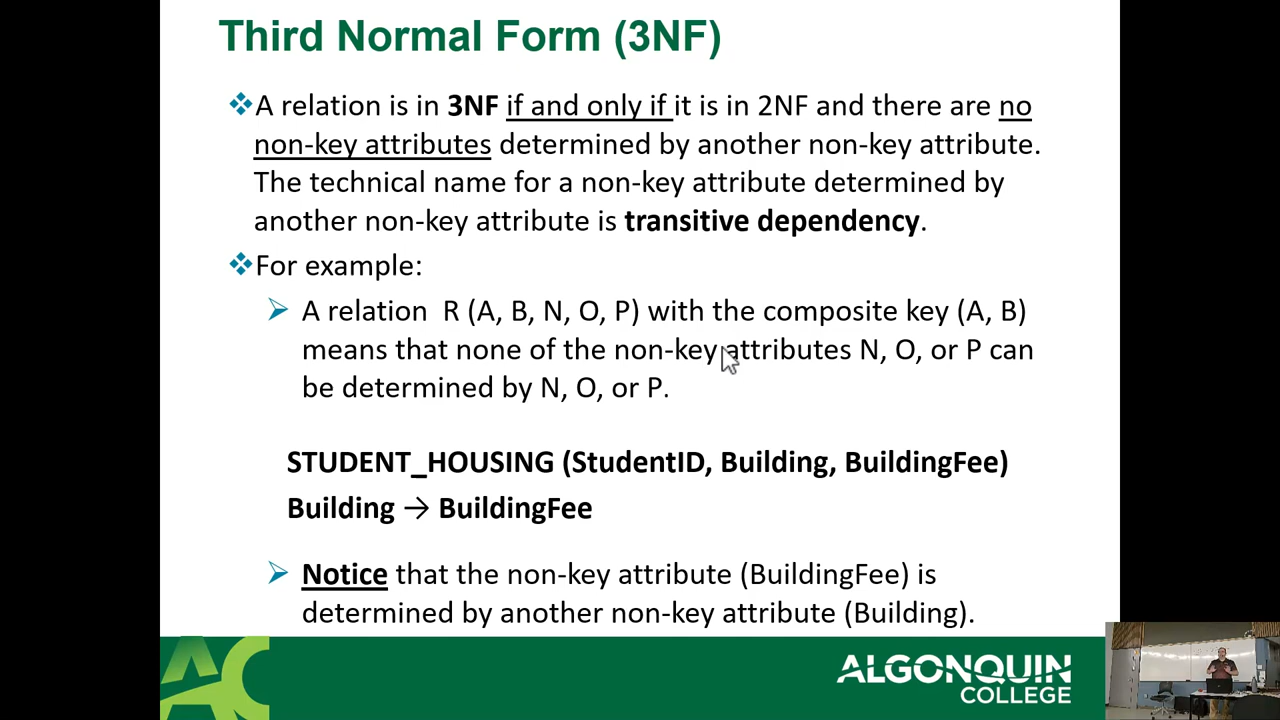 Third Normal Form (3NF)
A relation is in 3NF if and only if it is in 2NF and there are no
non-key attributes determined by another non-key attribute.
The technical name for a non-key attribute determined by
another non-key attribute is transitive dependency.
For example:
A relation R (A, B, N, O, P) with the composite key (A, B)
means that none of the non-key attributes N, O, or P can
be determined by N, O, or P.
STUDENT_HOUSING (StudentID, Building, BuildingFee)
Building → BuildingFee
Notice that the non-key attribute (BuildingFee) is
determined by another non-key attribute (Building).
AC
ALGONQUIN
COLLEGE